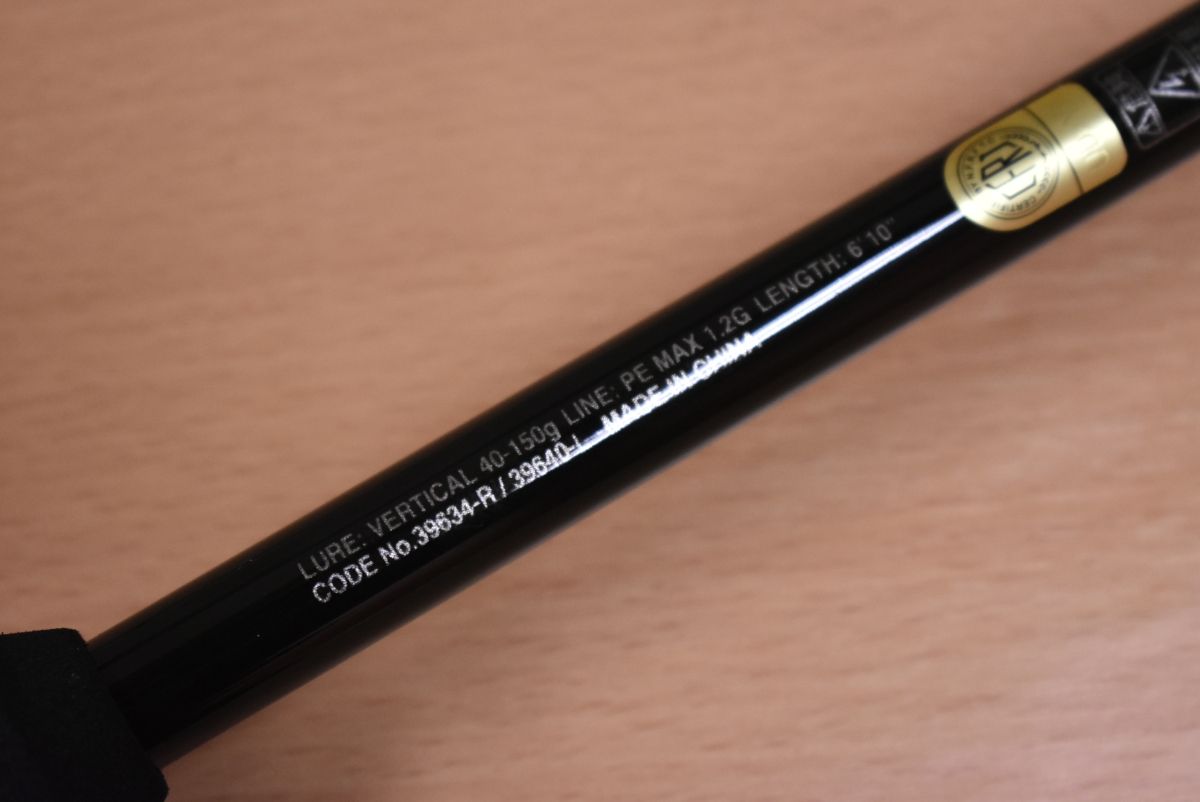 LURE: VERTICAL 40-150g LINE: PE MAX 1.2G LENGTH: 6'10"
CODE No.39634-R / 39640-L MADE IN CHINA